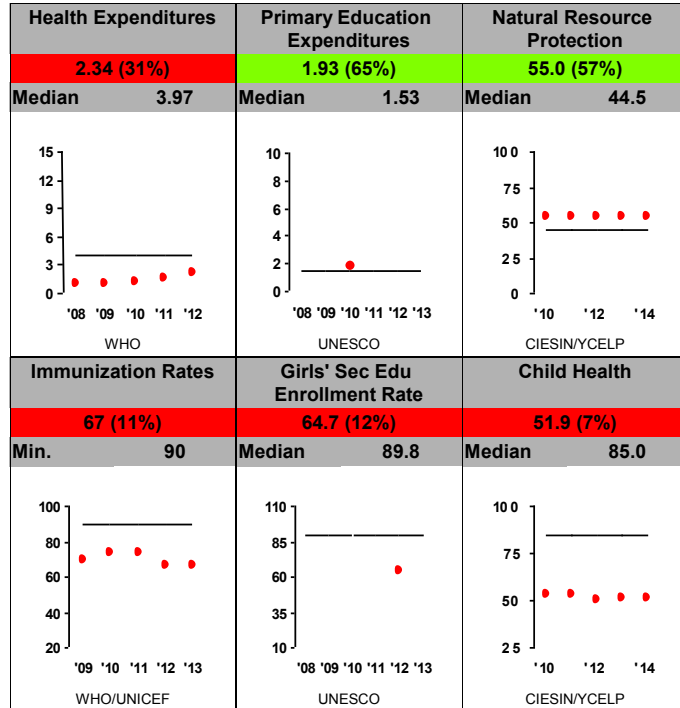 Health Expenditures
2.34 (31%)
Median 3.97
15
12
9
6
3
0
'08 '09 '10 '11 '12
WHO
Primary Education
Expenditures
1.93 (65%)
Median 1.53
10
8
6
4
2
0
'08 '09 '10 '11 '12 '13
UNESCO
Natural Resource
Protection
55.0 (57%)
Median 44.5
100
75
50
25
0
'10 '12 '14
CIESIN/YCELP
Immunization Rates
67 (11%)
Min. 90
100
80
60
40
20
'09 '10 '11 '12 '13
WHO/UNICEF
Girls' Sec Edu
Enrollment Rate
64.7 (12%)
Median 89.8
110
85
60
35
10
'08 '09 '10 '11 '12 '13
UNESCO
Child Health
51.9 (7%)
Median 85.0
100
75
50
25
'10 '12 '14
CIESIN/YCELP